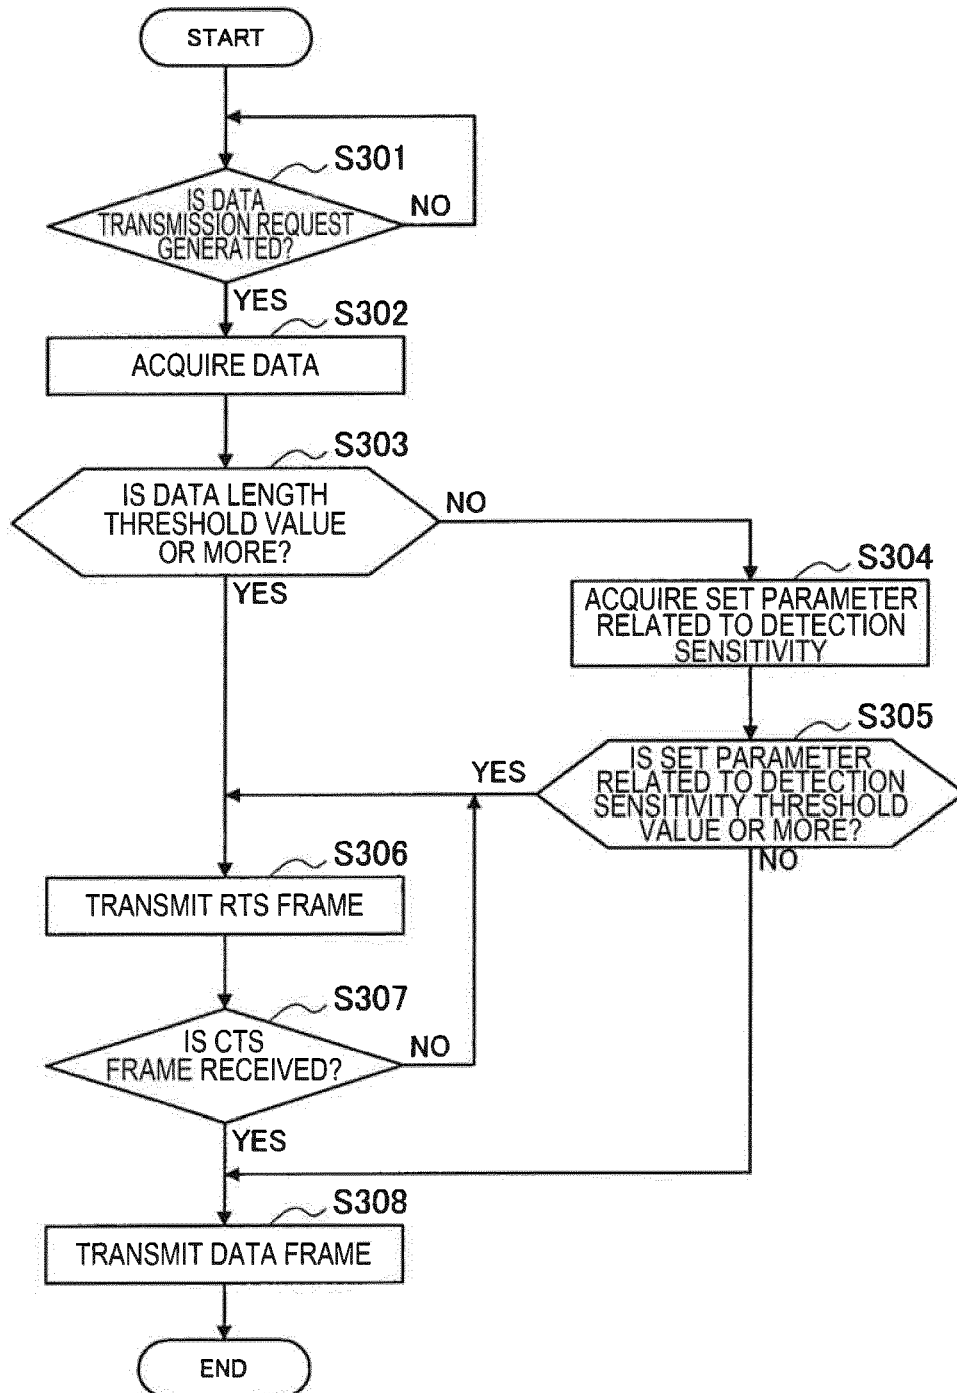 START
S301
IS DATA
TRANSMISSION REQUEST
GENERATED?
NO
YES
S302
ACQUIRE DATA
S303
IS DATA LENGTH
THRESHOLD VALUE
OR MORE?
NO
YES
S304
ACQUIRE SET PARAMETER
RELATED TO DETECTION
SENSITIVITY
S305
IS SET PARAMETER
RELATED TO DETECTION
SENSITIVITY THRESHOLD
VALUE OR MORE?
YES
NO
S306
TRANSMIT RTS FRAME
S307
IS CTS
FRAME RECEIVED?
NO
YES
S308
TRANSMIT DATA FRAME
END